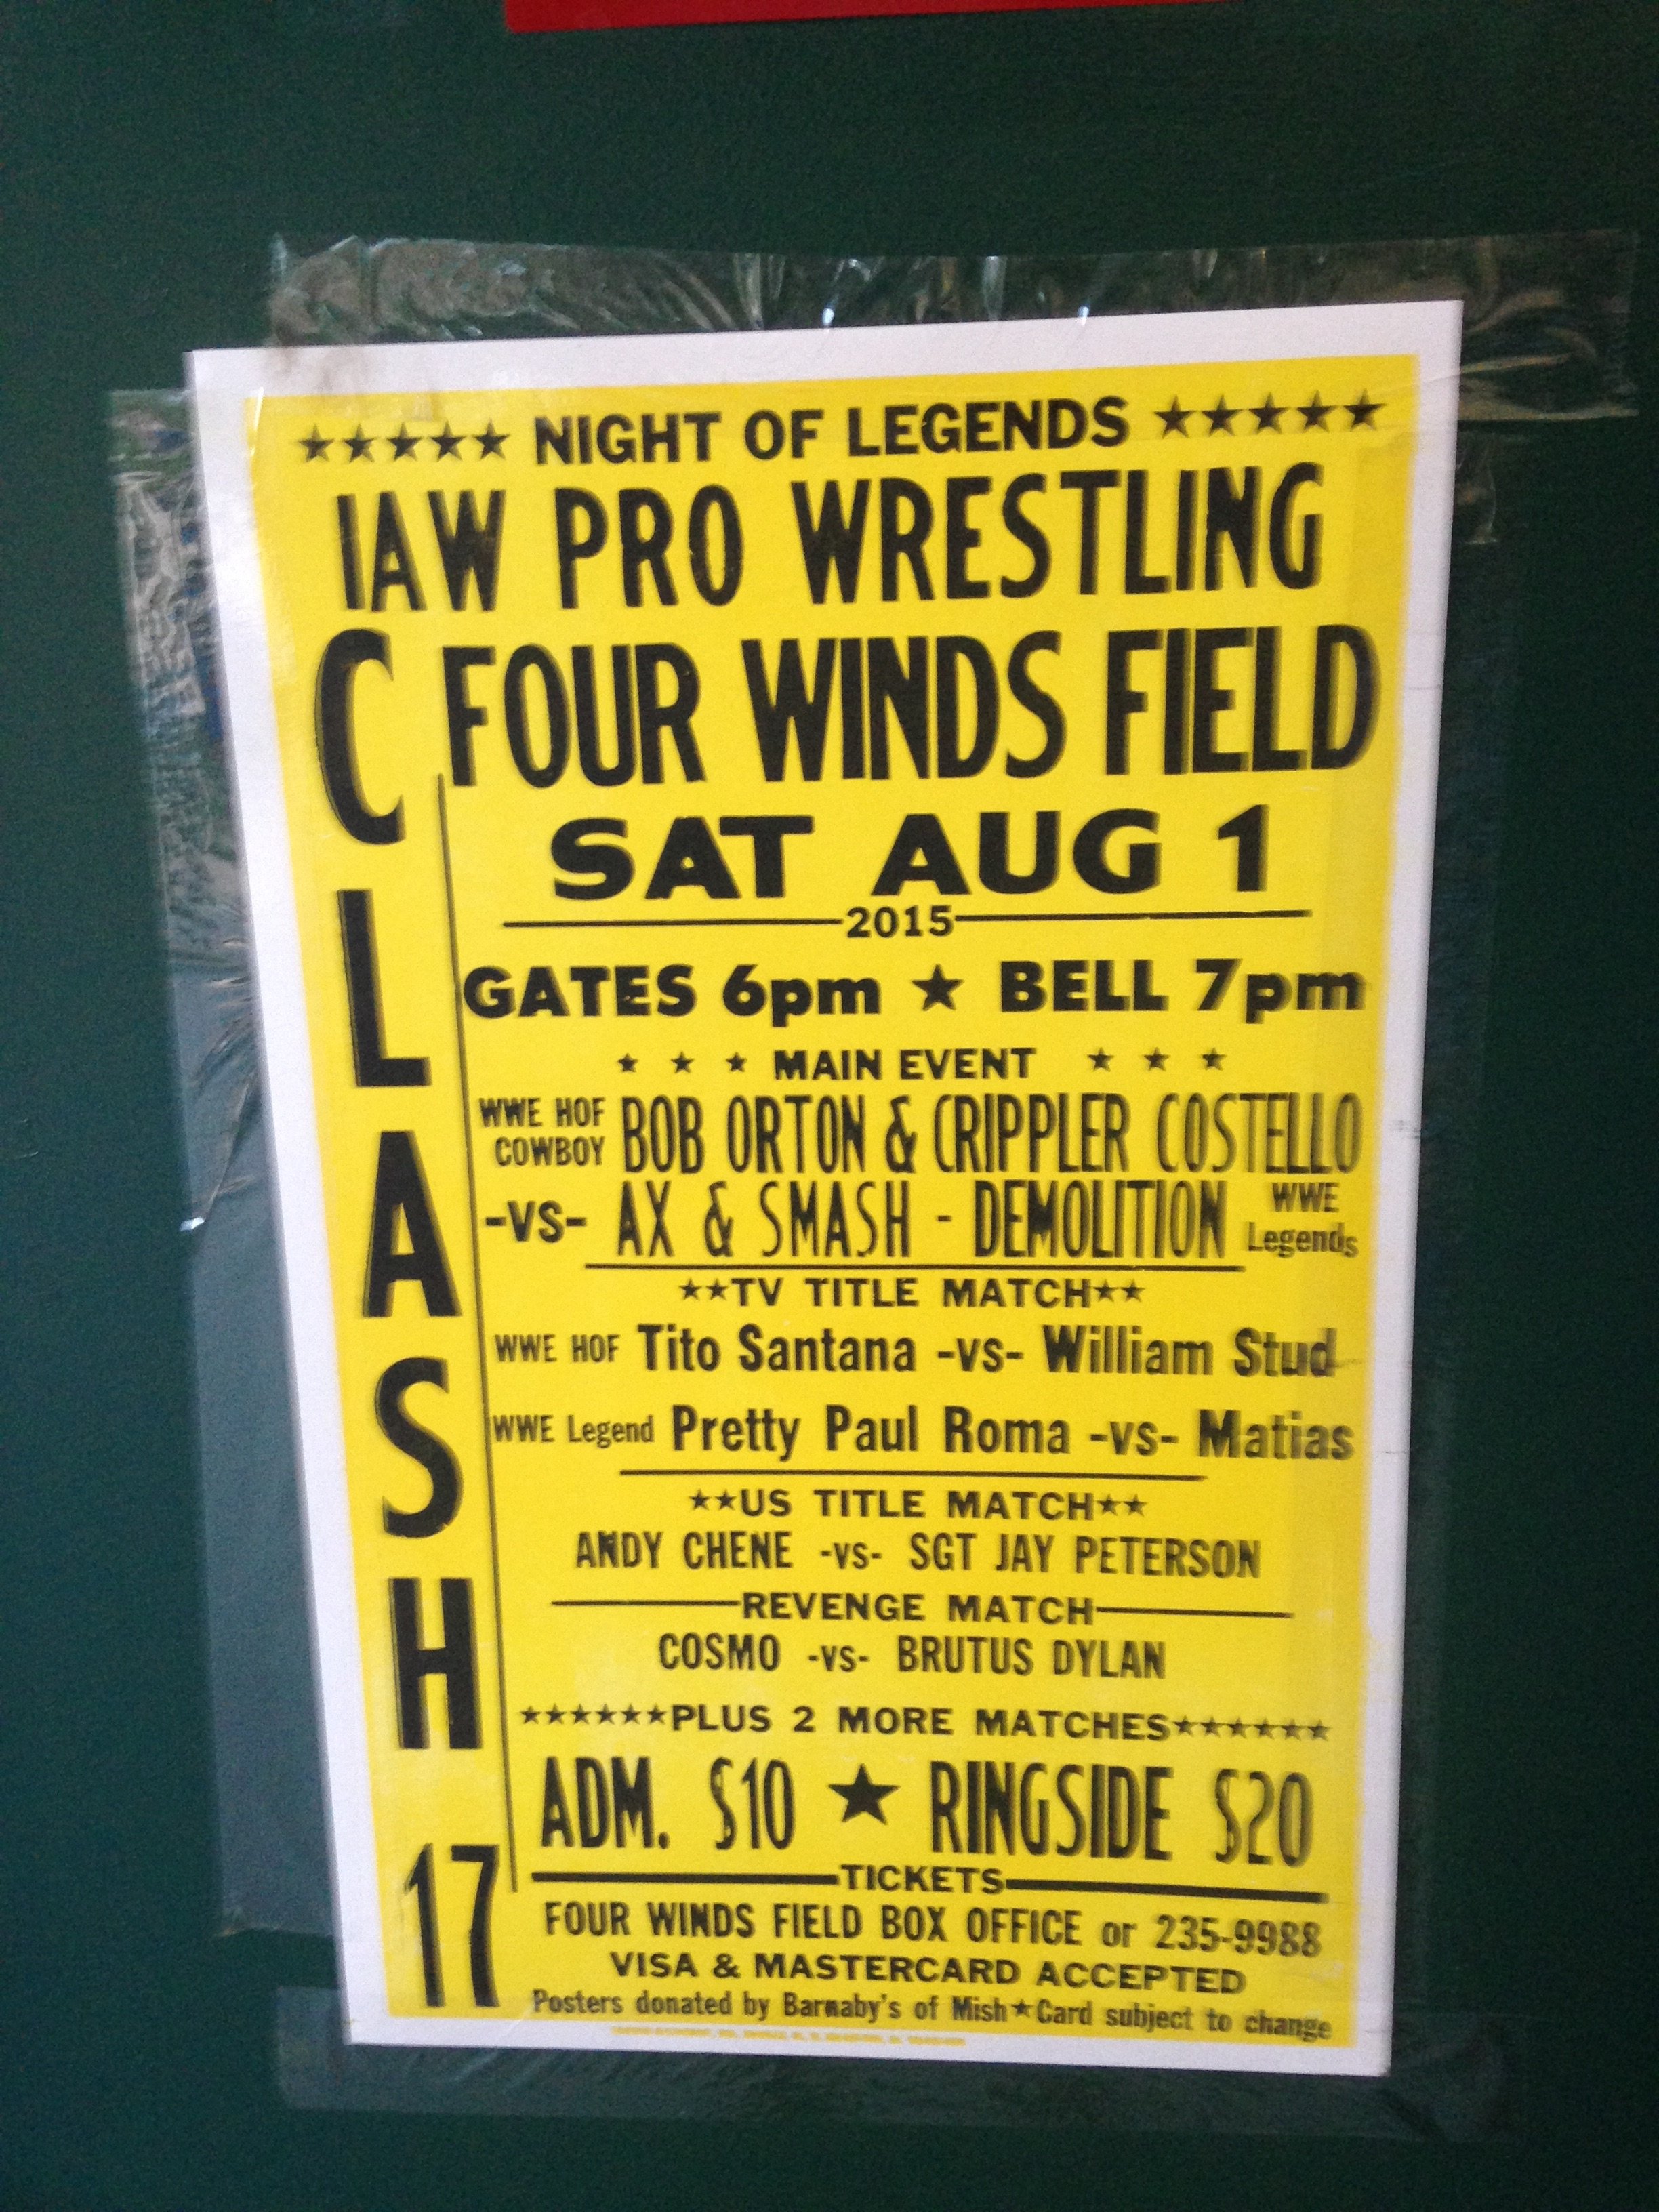 ★★★★★ NIGHT OF LEGENDS ★★★★★
IAW PRO WRESTLING
CLASH 17
FOUR WINDS FIELD
SAT AUG 1
2015
GATES 6pm ★ BELL 7pm
★ ★ ★ MAIN EVENT ★ ★ ★
WWE HOF COWBOY BOB ORTON & CRIPPLER COSTELLO
-VS- AX & SMASH - DEMOLITION WWE Legends
★★TV TITLE MATCH★★
WWE HOF Tito Santana -vs- William Stud
WWE Legend Pretty Paul Roma -vs- Matias
★★US TITLE MATCH★★
ANDY CHENE -vs- SGT JAY PETERSON
REVENGE MATCH
COSMO -vs- BRUTUS DYLAN
★★★★★★PLUS 2 MORE MATCHES★★★★★★
ADM. $10 ★ RINGSIDE $20
TICKETS
FOUR WINDS FIELD BOX OFFICE or 235-9988
VISA & MASTERCARD ACCEPTED
Posters donated by Barnaby's of Mish★Card subject to change